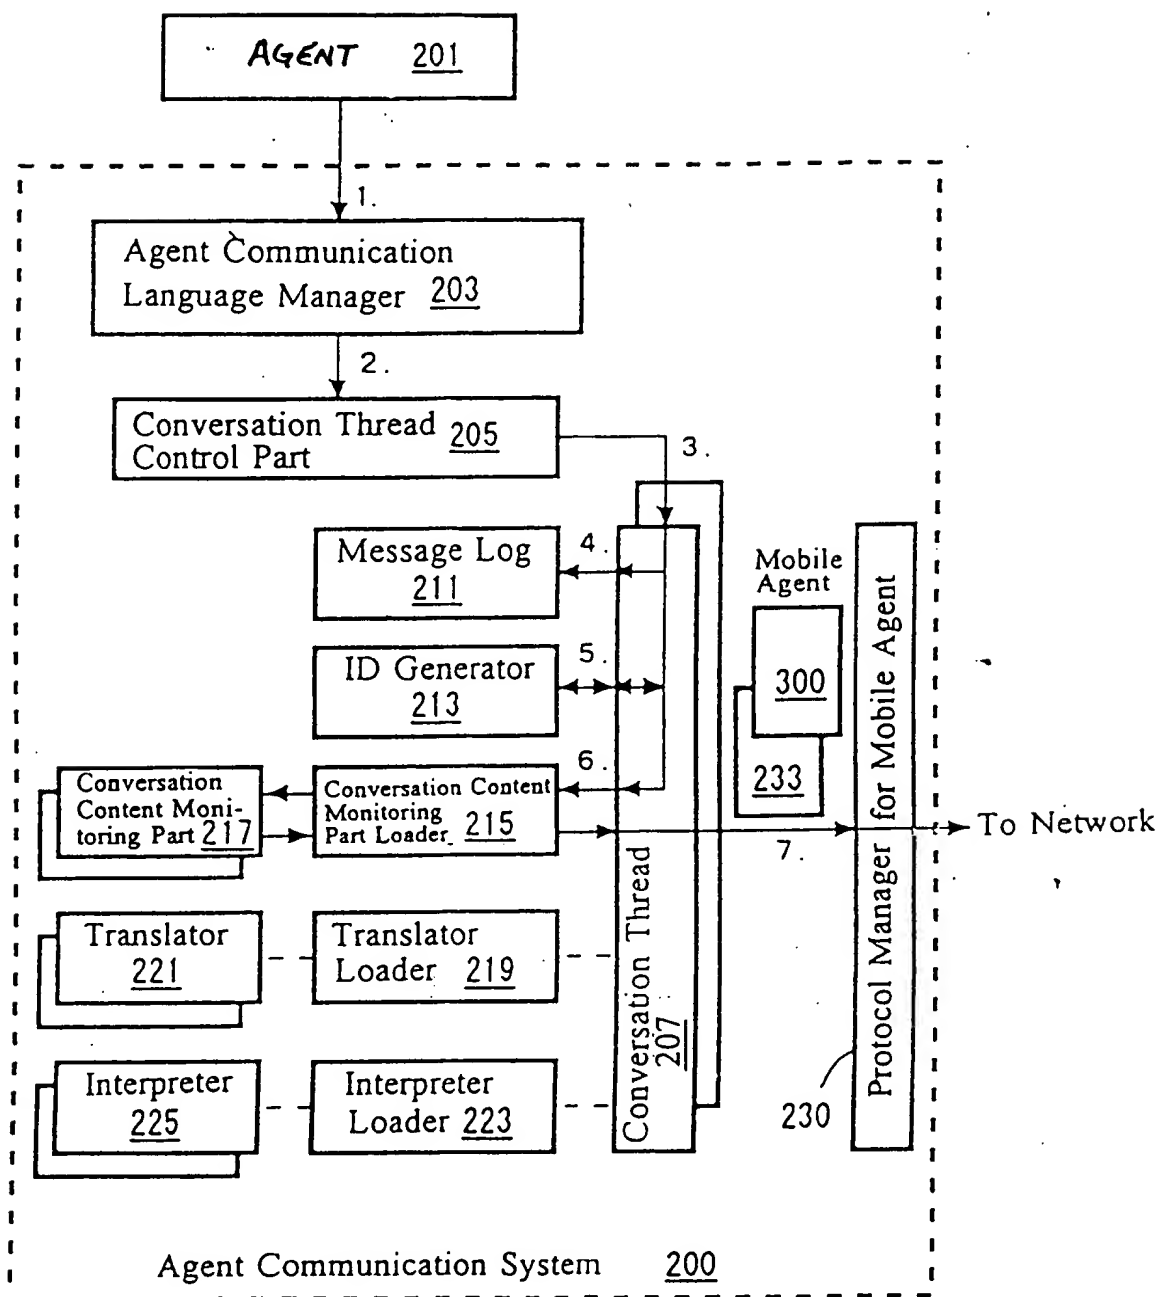 AGENT 201
1.
Agent Communication
Language Manager 203
2.
Conversation Thread
Control Part 205
3.
Message Log
211
4.
ID Generator
213
5.
Conversation
Content Moni-
toring Part 217
Conversation Content
Monitoring
Part Loader 215
6.
7.
Translator
221
Translator
Loader 219
Interpreter
225
Interpreter
Loader 223
Conversation Thread
207
Mobile
Agent
300
233
Protocol Manager for Mobile Agent
230
To Network
Agent Communication System 200